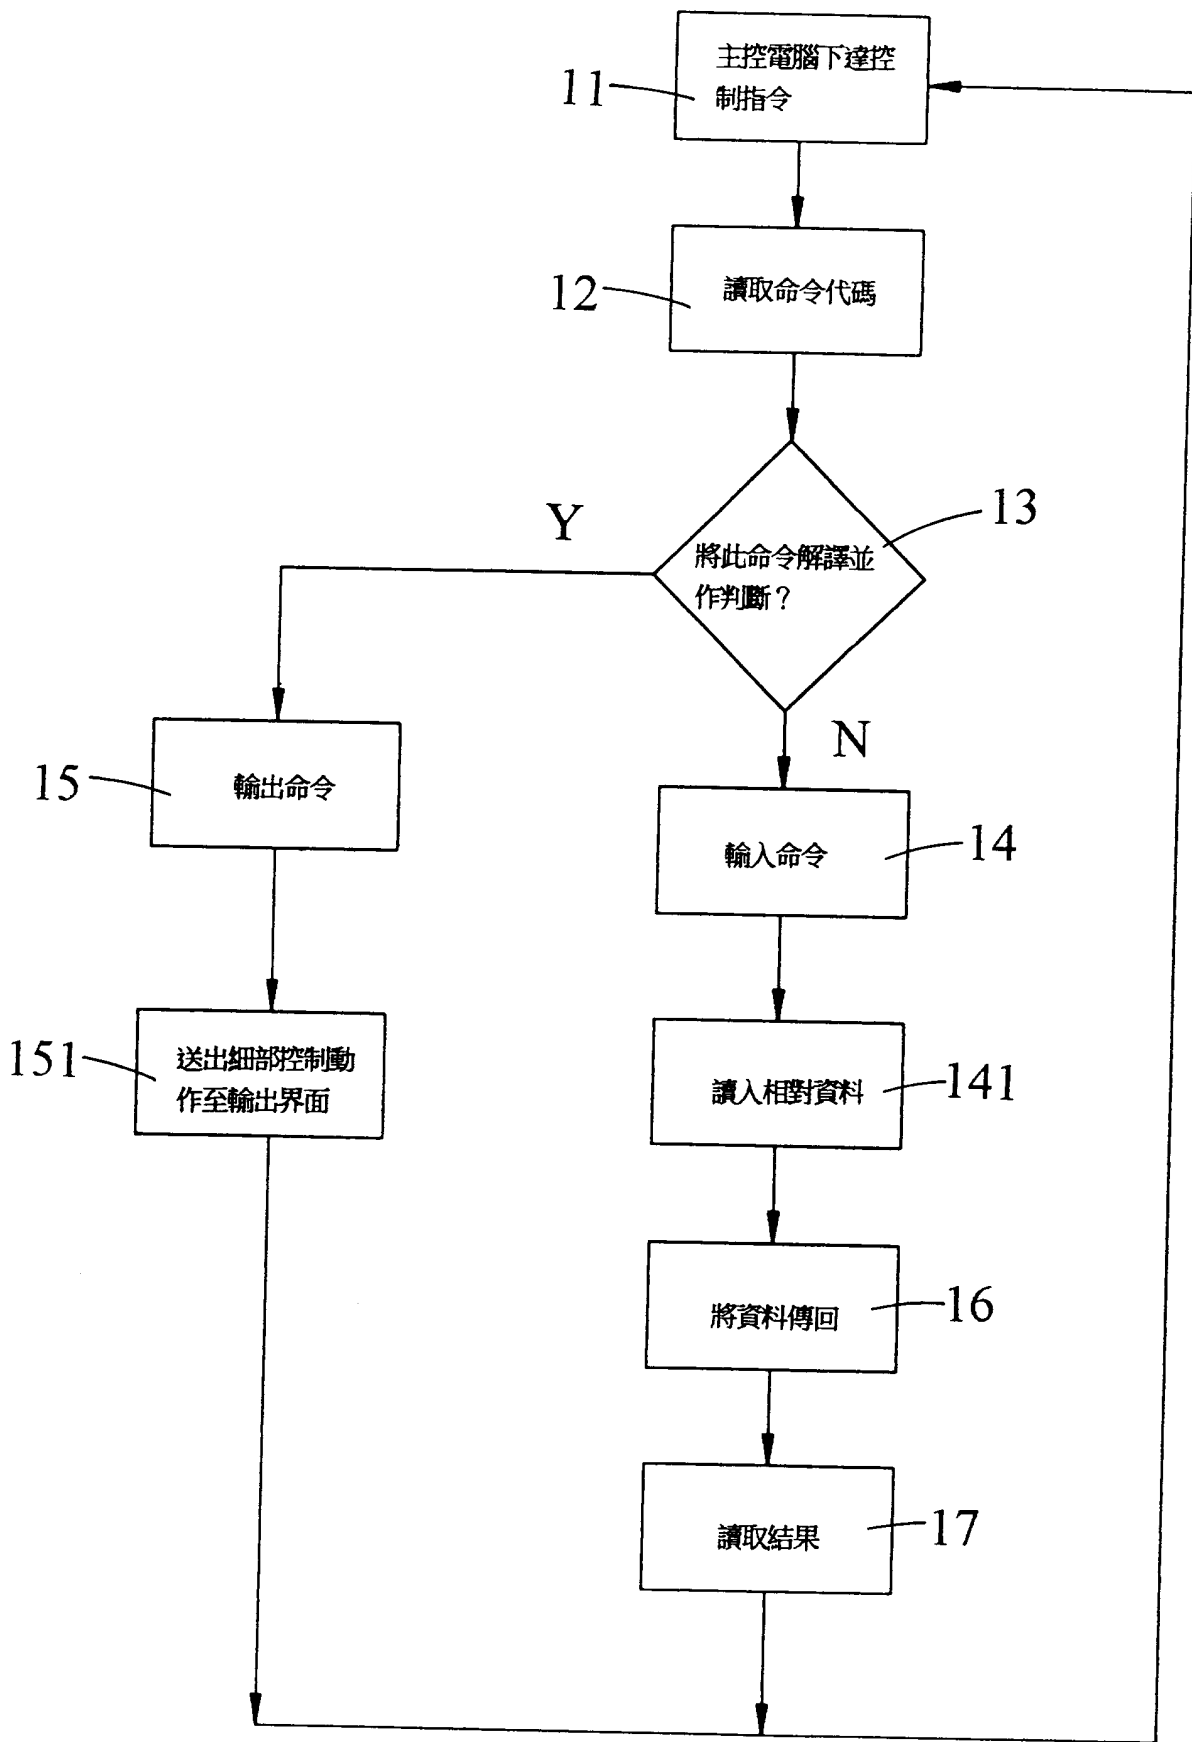 主控電腦下達控
制指令
11
讀取命令代碼
12
13
Y
將此命令解譯並
作判斷？
N
15
輸出命令
14
輸入命令
151
送出細部控制動
作至輸出界面
141
讀入相對資料
16
將資料傳回
17
讀取結果